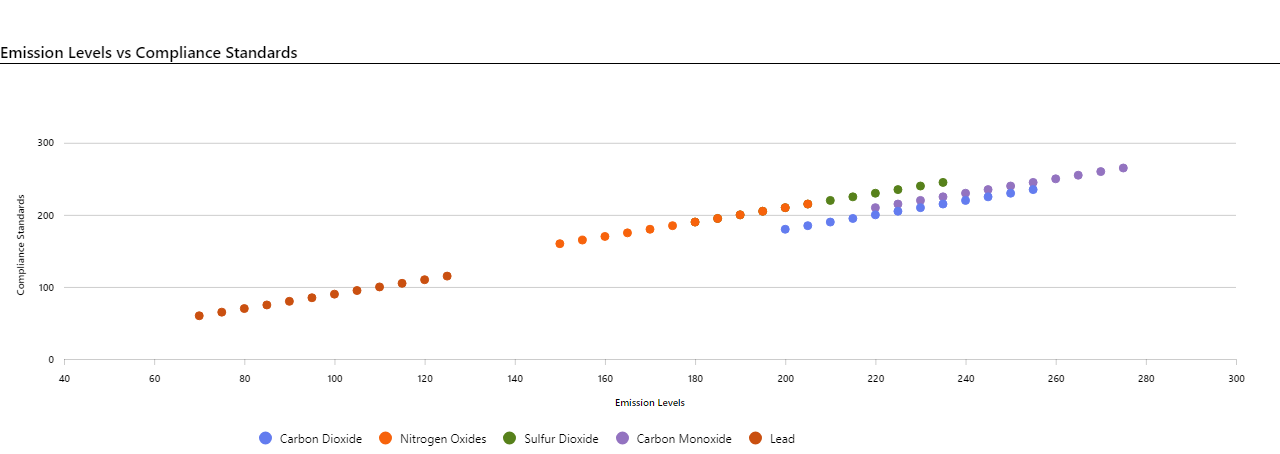 Emission Levels vs Compliance Standards
300
200
100
0
Compliance Standards
40 60 80 100 120 140 160 180 200 220 240 260 280 300
Emission Levels
Carbon Dioxide Nitrogen Oxides Sulfur Dioxide Carbon Monoxide Lead